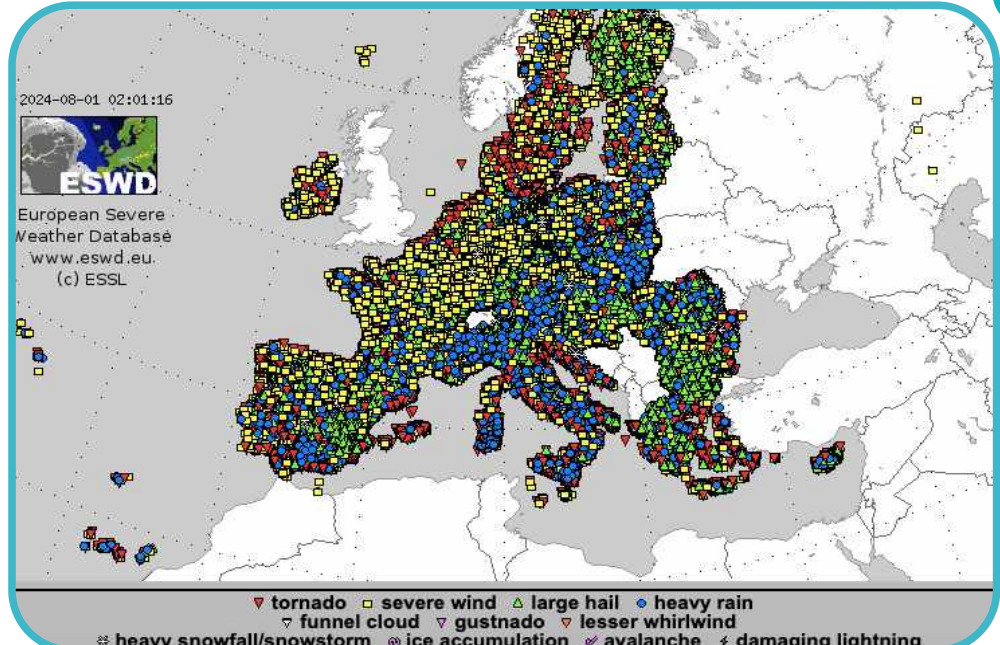 2024-08-01 02:01:16
ESWD
European Severe
Weather Database
www.eswd.eu
(c) ESSL
tornado severe wind large hail heavy rain
funnel cloud gustnado lesser whirlwind
heavy snowfall/snowstorm ice accumulation avalanche damaging lightning